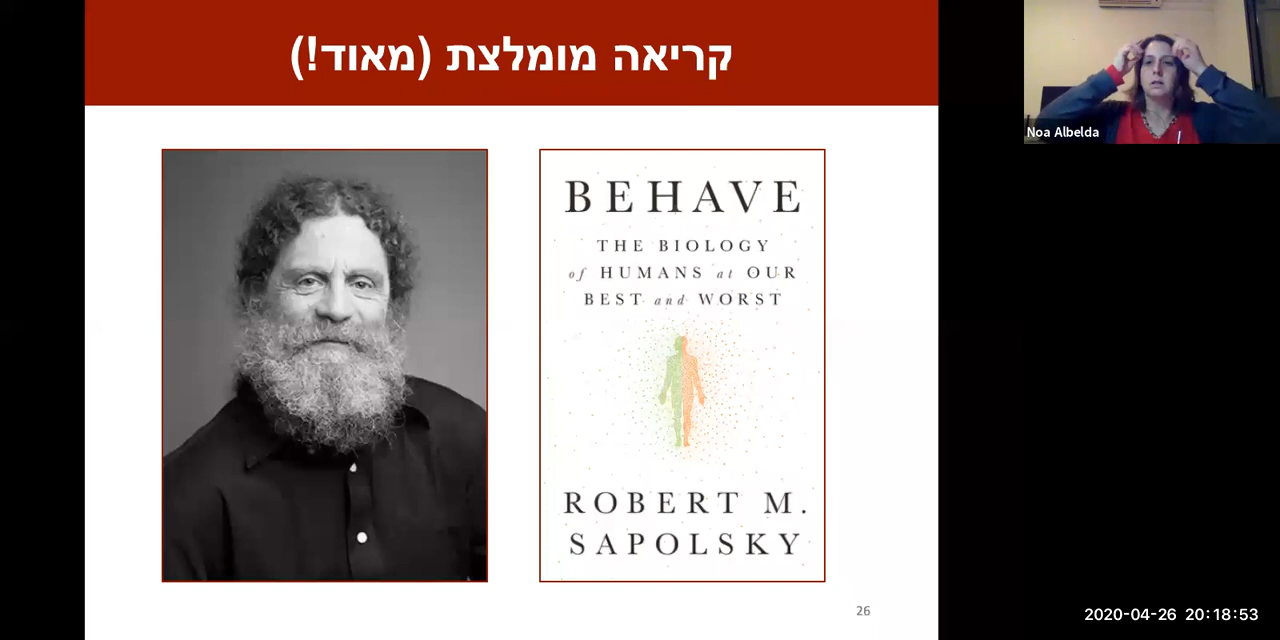 קריאה מומלצת (מאוד!)
BEHAVE
THE BIOLOGY
of HUMANS at OUR
BEST and WORST
ROBERT M.
SAPOLSKY
26
Noa Albelda
2020-04-26 20:18:53